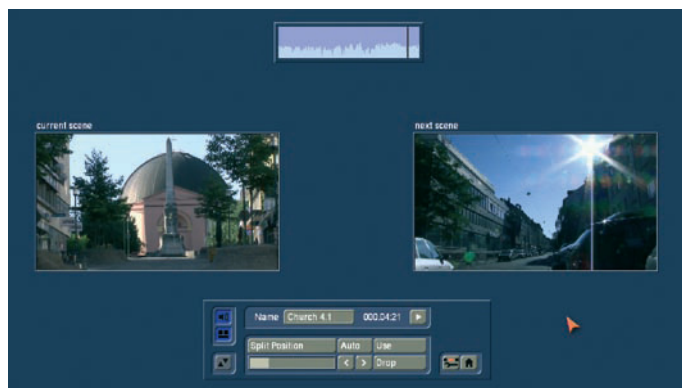 current scene
next scene
Name Church 4.1 000.04:21
Split Position Auto Use
< > Drop